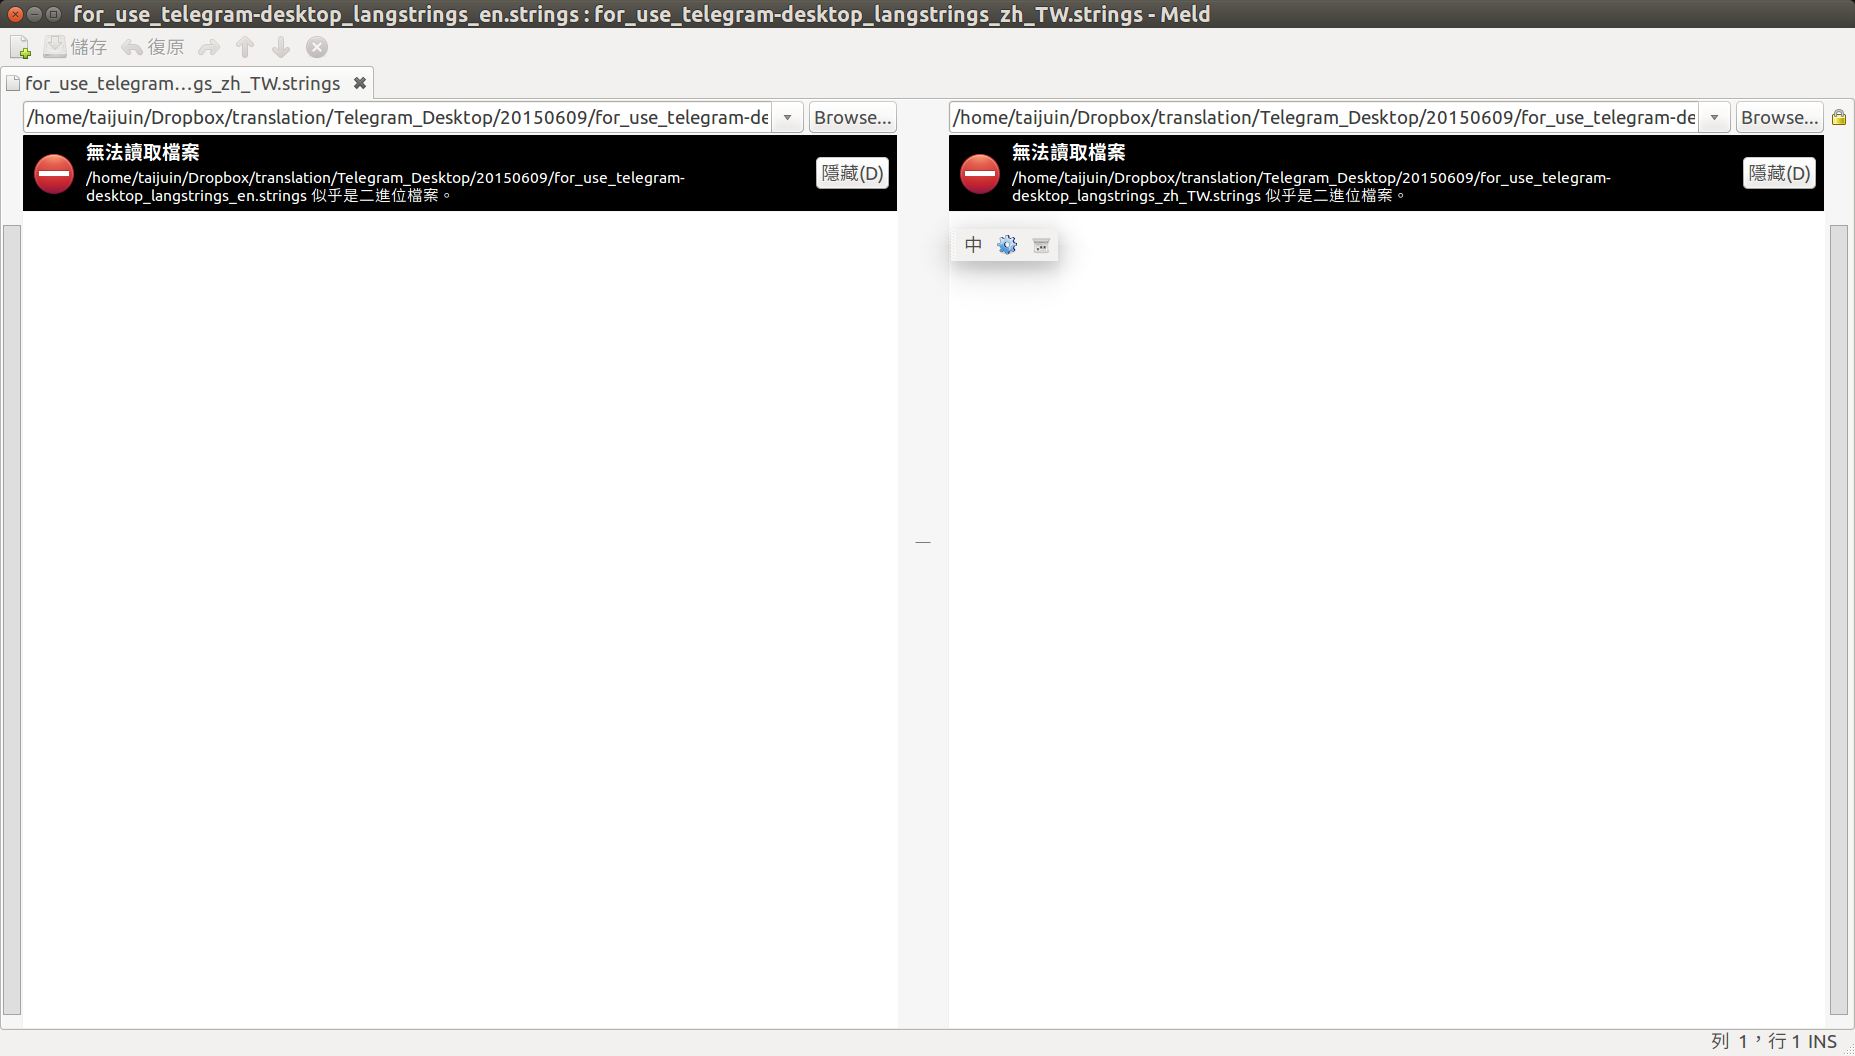 for_use_telegram-desktop_langstrings_en.strings : for_use_telegram-desktop_langstrings_zh_TW.strings - Meld
儲存 復原
for_use_telegram…gs_zh_TW.strings
/home/taijuin/Dropbox/translation/Telegram_Desktop/20150609/for_use_telegram-de Browse...
無法讀取檔案
/home/taijuin/Dropbox/translation/Telegram_Desktop/20150609/for_use_telegram-
desktop_langstrings_en.strings 似乎是二進位檔案。
隱藏(D)
/home/taijuin/Dropbox/translation/Telegram_Desktop/20150609/for_use_telegram-de Browse...
無法讀取檔案
/home/taijuin/Dropbox/translation/Telegram_Desktop/20150609/for_use_telegram-
desktop_langstrings_zh_TW.strings 似乎是二進位檔案。
隱藏(D)
中
列 1，行 1 INS